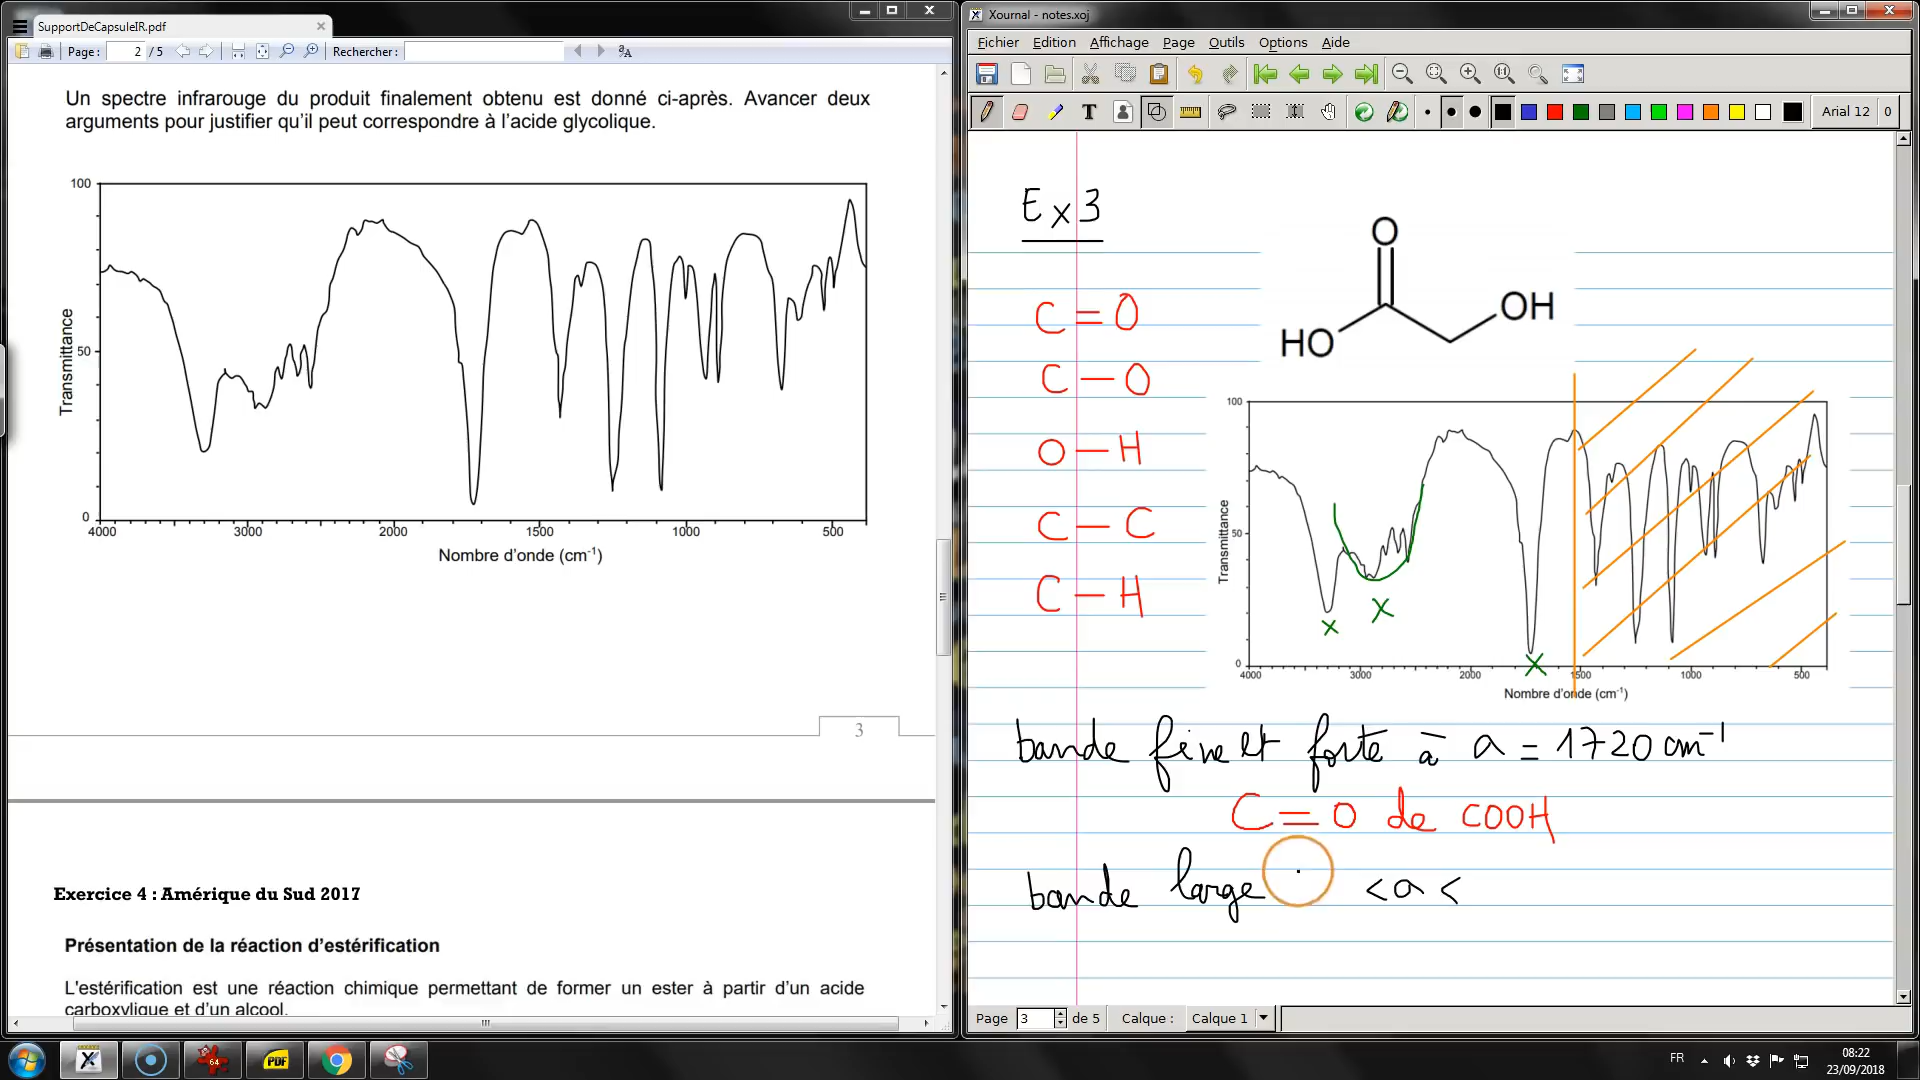 SupportDeCapsuleIR.pdf
Page : 2 / 5 Rechercher :
Un spectre infrarouge du produit finalement obtenu est donné ci-après. Avancer deux
arguments pour justifier qu'il peut correspondre à l'acide glycolique.
100
50
0
Transmittance
4000 3000 2000 1500 1000 500
Nombre d'onde (cm-1)
3
Exercice 4 : Amérique du Sud 2017
Présentation de la réaction d'estérification
L'estérification est une réaction chimique permettant de former un ester à partir d'un acide
carboxylique et d'un alcool.
Xournal - notes.xoj
Fichier Edition Affichage Page Outils Options Aide
T
Arial 12 0
Ex 3
O
HO
OH
C=O
C-O
O-H
C-C
C-H
100
50
0
Transmittance
4000 3000 2000 1500 1000 500
Nombre d'onde (cm-1)
x
x
x
bande fine et forte à σ = 1720 cm-1
C=O de COOH
bande large < σ <
Page 3 de 5 Calque : Calque 1
64
PDF
FR
08:22
23/09/2018